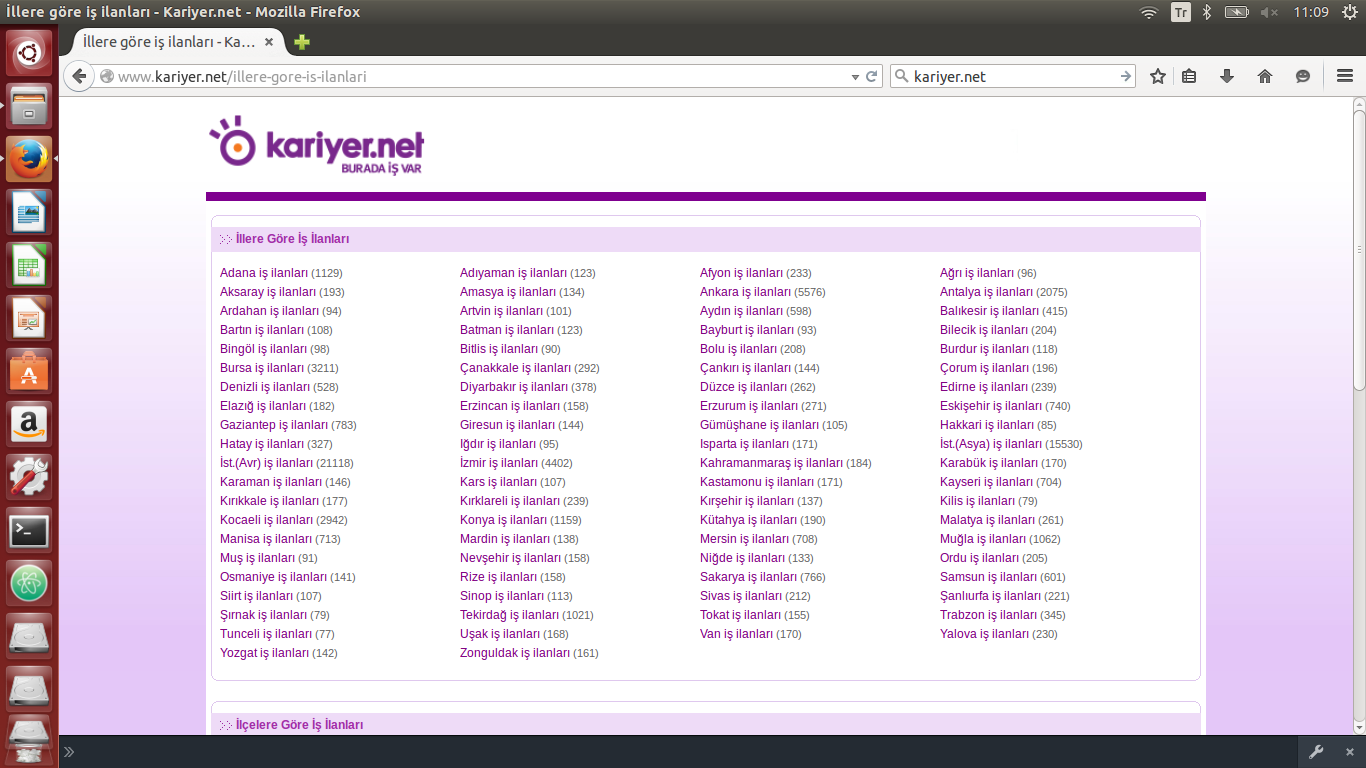 İllere göre iş ilanları - Kariyer.net - Mozilla Firefox
Tr
11:09
İllere göre iş ilanları - Ka...
www.kariyer.net/illere-gore-is-ilanlari
kariyer.net
kariyer.net
BURADA İŞ VAR
İllere Göre İş İlanları
Adana iş ilanları (1129) Adıyaman iş ilanları (123) Afyon iş ilanları (233) Ağrı iş ilanları (96)
Aksaray iş ilanları (193) Amasya iş ilanları (134) Ankara iş ilanları (5576) Antalya iş ilanları (2075)
Ardahan iş ilanları (94) Artvin iş ilanları (101) Aydın iş ilanları (598) Balıkesir iş ilanları (415)
Bartın iş ilanları (108) Batman iş ilanları (123) Bayburt iş ilanları (93) Bilecik iş ilanları (204)
Bingöl iş ilanları (98) Bitlis iş ilanları (90) Bolu iş ilanları (208) Burdur iş ilanları (118)
Bursa iş ilanları (3211) Çanakkale iş ilanları (292) Çankırı iş ilanları (144) Çorum iş ilanları (196)
Denizli iş ilanları (528) Diyarbakır iş ilanları (378) Düzce iş ilanları (262) Edirne iş ilanları (239)
Elazığ iş ilanları (182) Erzincan iş ilanları (158) Erzurum iş ilanları (271) Eskişehir iş ilanları (740)
Gaziantep iş ilanları (783) Giresun iş ilanları (144) Gümüşhane iş ilanları (105) Hakkari iş ilanları (85)
Hatay iş ilanları (327) Iğdır iş ilanları (95) Isparta iş ilanları (171) İst.(Asya) iş ilanları (15530)
İst.(Avr) iş ilanları (21118) İzmir iş ilanları (4402) Kahramanmaraş iş ilanları (184) Karabük iş ilanları (170)
Karaman iş ilanları (146) Kars iş ilanları (107) Kastamonu iş ilanları (171) Kayseri iş ilanları (704)
Kırıkkale iş ilanları (177) Kırklareli iş ilanları (239) Kırşehir iş ilanları (137) Kilis iş ilanları (79)
Kocaeli iş ilanları (2942) Konya iş ilanları (1159) Kütahya iş ilanları (190) Malatya iş ilanları (261)
Manisa iş ilanları (713) Mardin iş ilanları (138) Mersin iş ilanları (708) Muğla iş ilanları (1062)
Muş iş ilanları (91) Nevşehir iş ilanları (158) Niğde iş ilanları (133) Ordu iş ilanları (205)
Osmaniye iş ilanları (141) Rize iş ilanları (158) Sakarya iş ilanları (766) Samsun iş ilanları (601)
Siirt iş ilanları (107) Sinop iş ilanları (113) Sivas iş ilanları (212) Şanlıurfa iş ilanları (221)
Şırnak iş ilanları (79) Tekirdağ iş ilanları (1021) Tokat iş ilanları (155) Trabzon iş ilanları (345)
Tunceli iş ilanları (77) Uşak iş ilanları (168) Van iş ilanları (170) Yalova iş ilanları (230)
Yozgat iş ilanları (142) Zonguldak iş ilanları (161)
İlçelere Göre İş İlanları